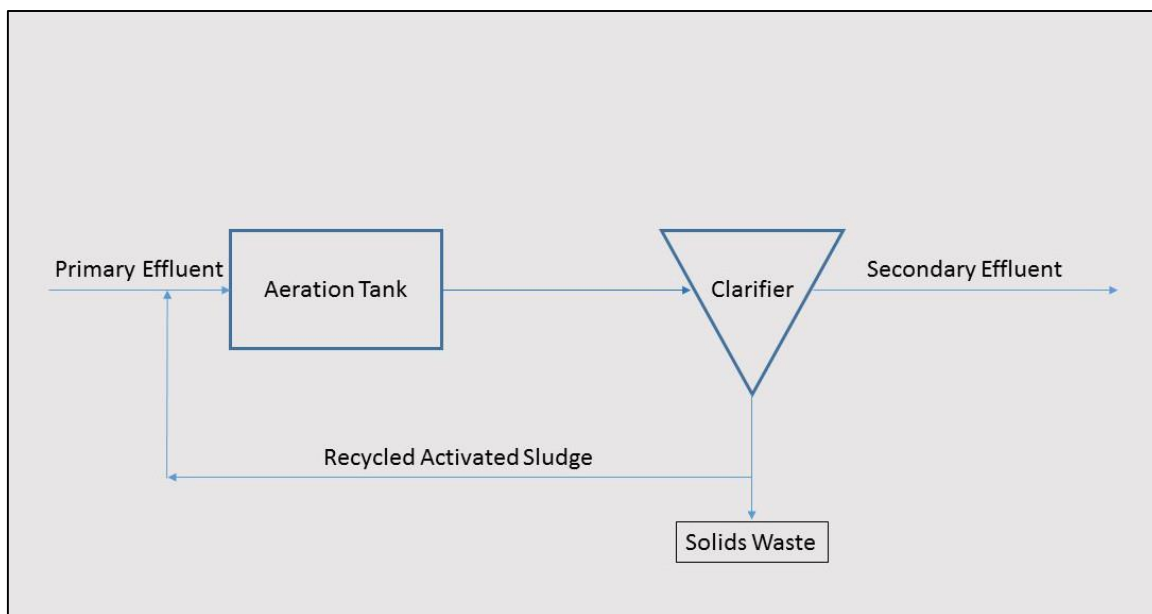 Primary Effluent
Aeration Tank
Clarifier
Secondary Effluent
Recycled Activated Sludge
Solids Waste